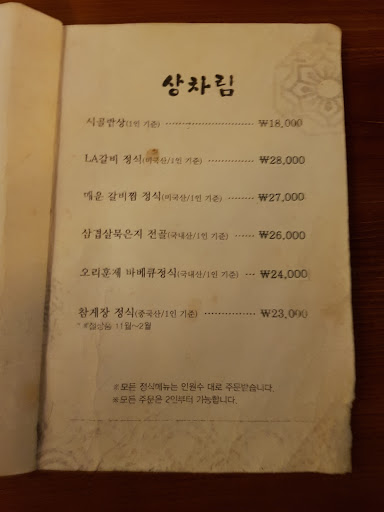 상차림
시골밥상(1인 기준) ₩18,000
LA갈비 정식(미국산/1인 기준) ₩28,000
매운 갈비찜 정식(미국산/1인 기준) ₩27,000
삼겹살묵은지 전골(국내산/1인 기준) ₩26,000
오리훈제 바베큐정식(국내산/1인 기준) ₩24,000
참게장 정식(중국산/1인 기준) ₩23,000
11월~2월
※모든 정식메뉴는 인원수 대로 주문받습니다.
※모든 주문은 2인부터 가능합니다.